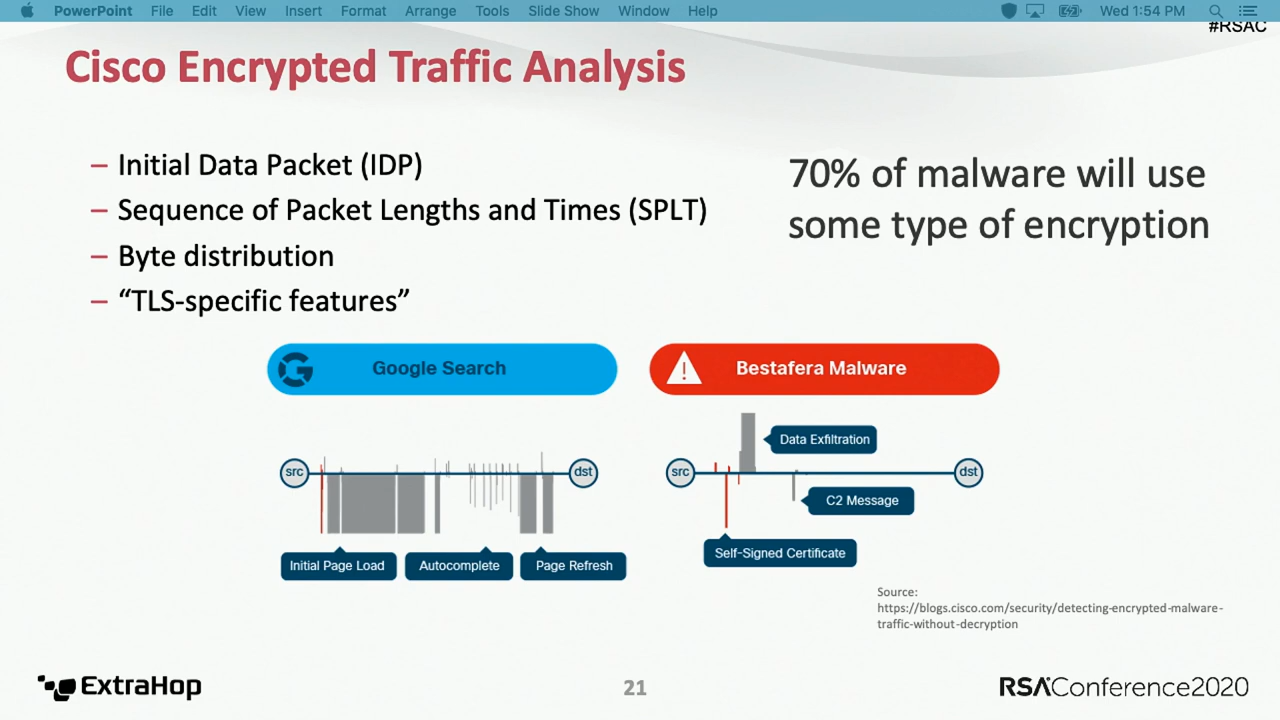 PowerPoint File Edit View Insert Format Arrange Tools Slide Show Window Help Wed 1:54 PM
#RSAC
Cisco Encrypted Traffic Analysis
– Initial Data Packet (IDP)
– Sequence of Packet Lengths and Times (SPLT)
– Byte distribution
– “TLS-specific features”
70% of malware will use
some type of encryption
Google Search
src
dst
Initial Page Load
Autocomplete
Page Refresh
Bestafera Malware
Data Exfiltration
src
dst
C2 Message
Self-Signed Certificate
Source:
https://blogs.cisco.com/security/detecting-encrypted-malware-
traffic-without-decryption
ExtraHop
21
RSAConference2020